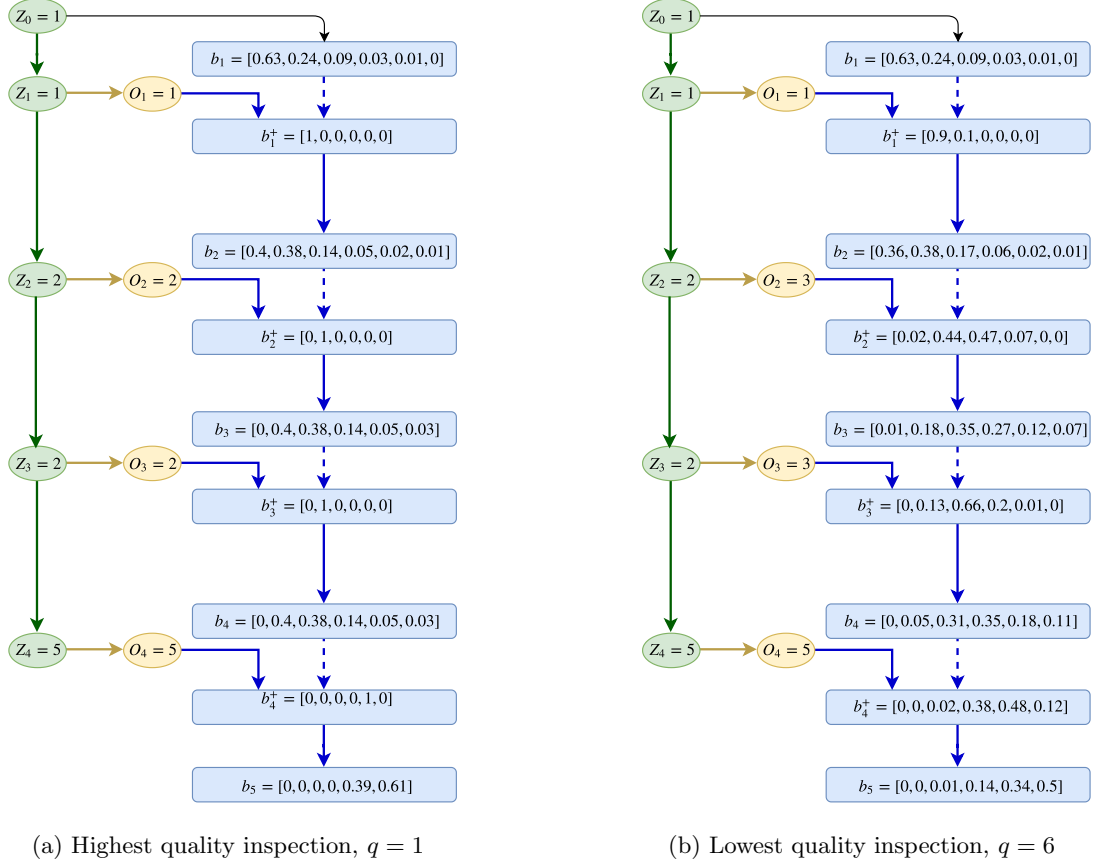 Z₀ = 1
b₁ = [0.63, 0.24, 0.09, 0.03, 0.01, 0]
Z₁ = 1
O₁ = 1
b₁⁺ = [1, 0, 0, 0, 0, 0]
b₂ = [0.4, 0.38, 0.14, 0.05, 0.02, 0.01]
Z₂ = 2
O₂ = 2
b₂⁺ = [0, 1, 0, 0, 0, 0]
b₃ = [0, 0.4, 0.38, 0.14, 0.05, 0.03]
Z₃ = 2
O₃ = 2
b₃⁺ = [0, 1, 0, 0, 0, 0]
b₄ = [0, 0.4, 0.38, 0.14, 0.05, 0.03]
Z₄ = 5
O₄ = 5
b₄⁺ = [0, 0, 0, 0, 1, 0]
b₅ = [0, 0, 0, 0, 0.39, 0.61]
(a) Highest quality inspection, q = 1
Z₀ = 1
b₁ = [0.63, 0.24, 0.09, 0.03, 0.01, 0]
Z₁ = 1
O₁ = 1
b₁⁺ = [0.9, 0.1, 0, 0, 0, 0]
b₂ = [0.36, 0.38, 0.17, 0.06, 0.02, 0.01]
Z₂ = 2
O₂ = 3
b₂⁺ = [0.02, 0.44, 0.47, 0.07, 0, 0]
b₃ = [0.01, 0.18, 0.35, 0.27, 0.12, 0.07]
Z₃ = 2
O₃ = 3
b₃⁺ = [0, 0.13, 0.66, 0.2, 0.01, 0]
b₄ = [0, 0.05, 0.31, 0.35, 0.18, 0.11]
Z₄ = 5
O₄ = 5
b₄⁺ = [0, 0, 0.02, 0.38, 0.48, 0.12]
b₅ = [0, 0, 0.01, 0.14, 0.34, 0.5]
(b) Lowest quality inspection, q = 6